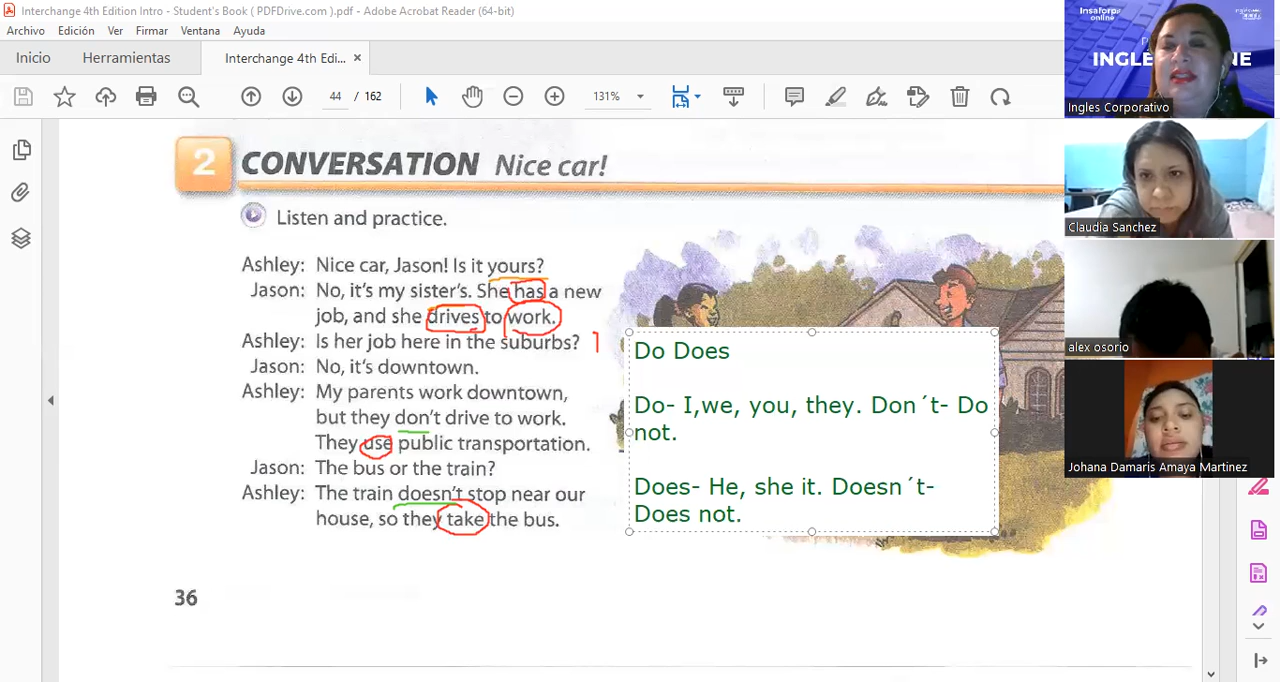 Interchange 4th Edition Intro - Student's Book ( PDFDrive.com ).pdf - Adobe Acrobat Reader (64-bit)
Archivo Edición Ver Firmar Ventana Ayuda
Inicio Herramientas Interchange 4th Edi... ×
44 / 162 131%
2 CONVERSATION Nice car!
Listen and practice.
Ashley: Nice car, Jason! Is it yours?
Jason: No, it's my sister's. She has a new
job, and she drives to work.
Ashley: Is her job here in the suburbs?
Jason: No, it's downtown.
Ashley: My parents work downtown,
but they don't drive to work.
They use public transportation.
Jason: The bus or the train?
Ashley: The train doesn't stop near our
house, so they take the bus.
36
Do Does
Do- I,we, you, they. Don´t- Do
not.
Does- He, she it. Doesn´t-
Does not.
Insaforp
online
INGLE NE
Ingles Corporativo
Claudia Sanchez
alex osorio
Johana Damaris Amaya Martinez